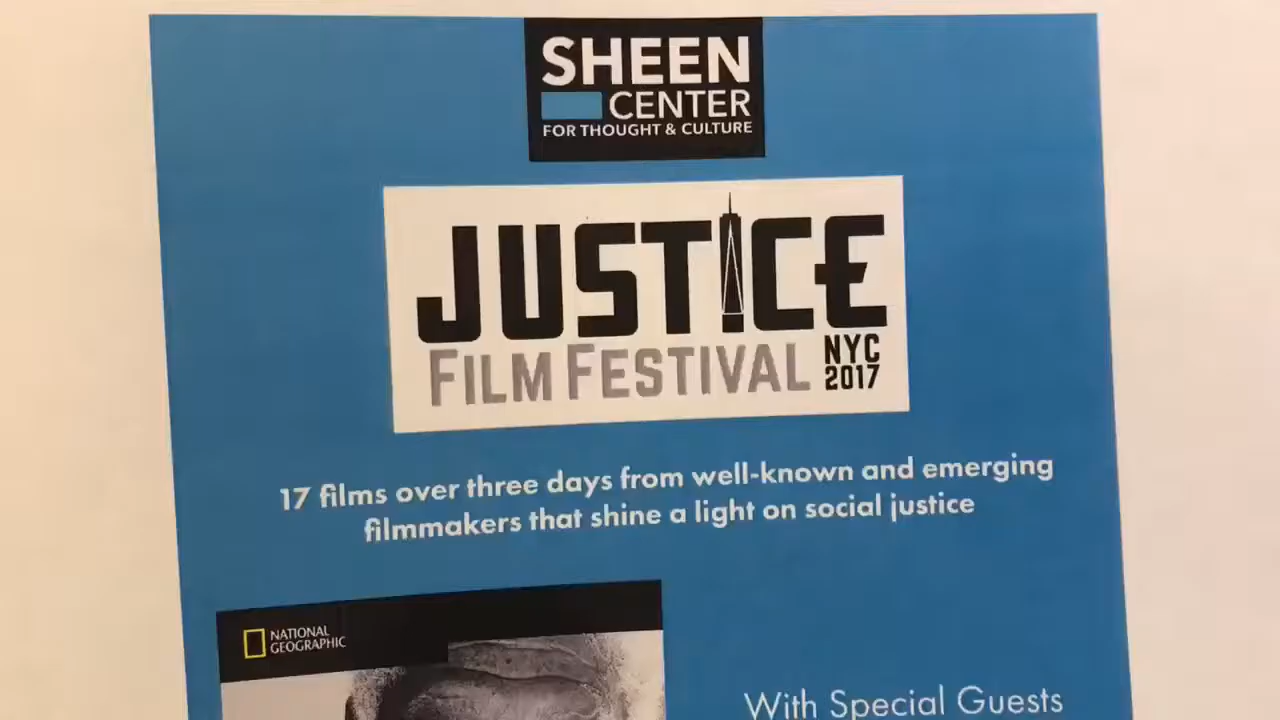 SHEEN
CENTER
FOR THOUGHT & CULTURE
JUSTICE
FILM FESTIVAL
NYC
2017
17 films over three days from well-known and emerging
filmmakers that shine a light on social justice
NATIONAL
GEOGRAPHIC
With Special Guests